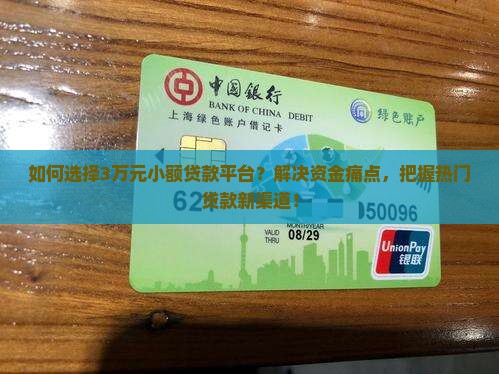 中国银行
BANK OF CHINA DEBIT
上海绿色账户借记卡
绿色账户
如何选择3万元小额贷款平台？解决资金痛点，把握热门
贷款新渠道！
62
50096
MONTH/YEAR
VALID
THRU
08/29
UnionPay
银联